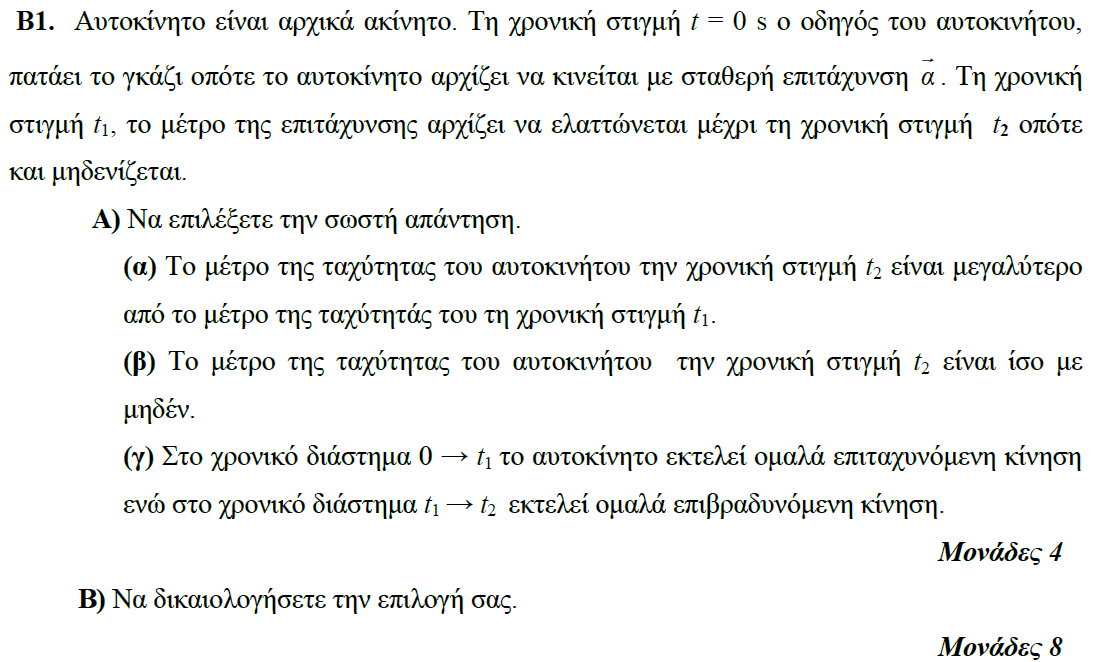 Β1. Αυτοκίνητο είναι αρχικά ακίνητο. Τη χρονική στιγμή t = 0 s ο οδηγός του αυτοκινήτου,
πατάει το γκάζι οπότε το αυτοκίνητο αρχίζει να κινείται με σταθερή επιτάχυνση α⃗ . Τη χρονική
στιγμή t₁, το μέτρο της επιτάχυνσης αρχίζει να ελαττώνεται μέχρι τη χρονική στιγμή t₂ οπότε
και μηδενίζεται.
Α) Να επιλέξετε την σωστή απάντηση.
(α) Το μέτρο της ταχύτητας του αυτοκινήτου την χρονική στιγμή t₂ είναι μεγαλύτερο
από το μέτρο της ταχύτητάς του τη χρονική στιγμή t₁.
(β) Το μέτρο της ταχύτητας του αυτοκινήτου την χρονική στιγμή t₂ είναι ίσο με
μηδέν.
(γ) Στο χρονικό διάστημα 0 → t₁ το αυτοκίνητο εκτελεί ομαλά επιταχυνόμενη κίνηση
ενώ στο χρονικό διάστημα t₁ → t₂ εκτελεί ομαλά επιβραδυνόμενη κίνηση.
Μονάδες 4
Β) Να δικαιολογήσετε την επιλογή σας.
Μονάδες 8